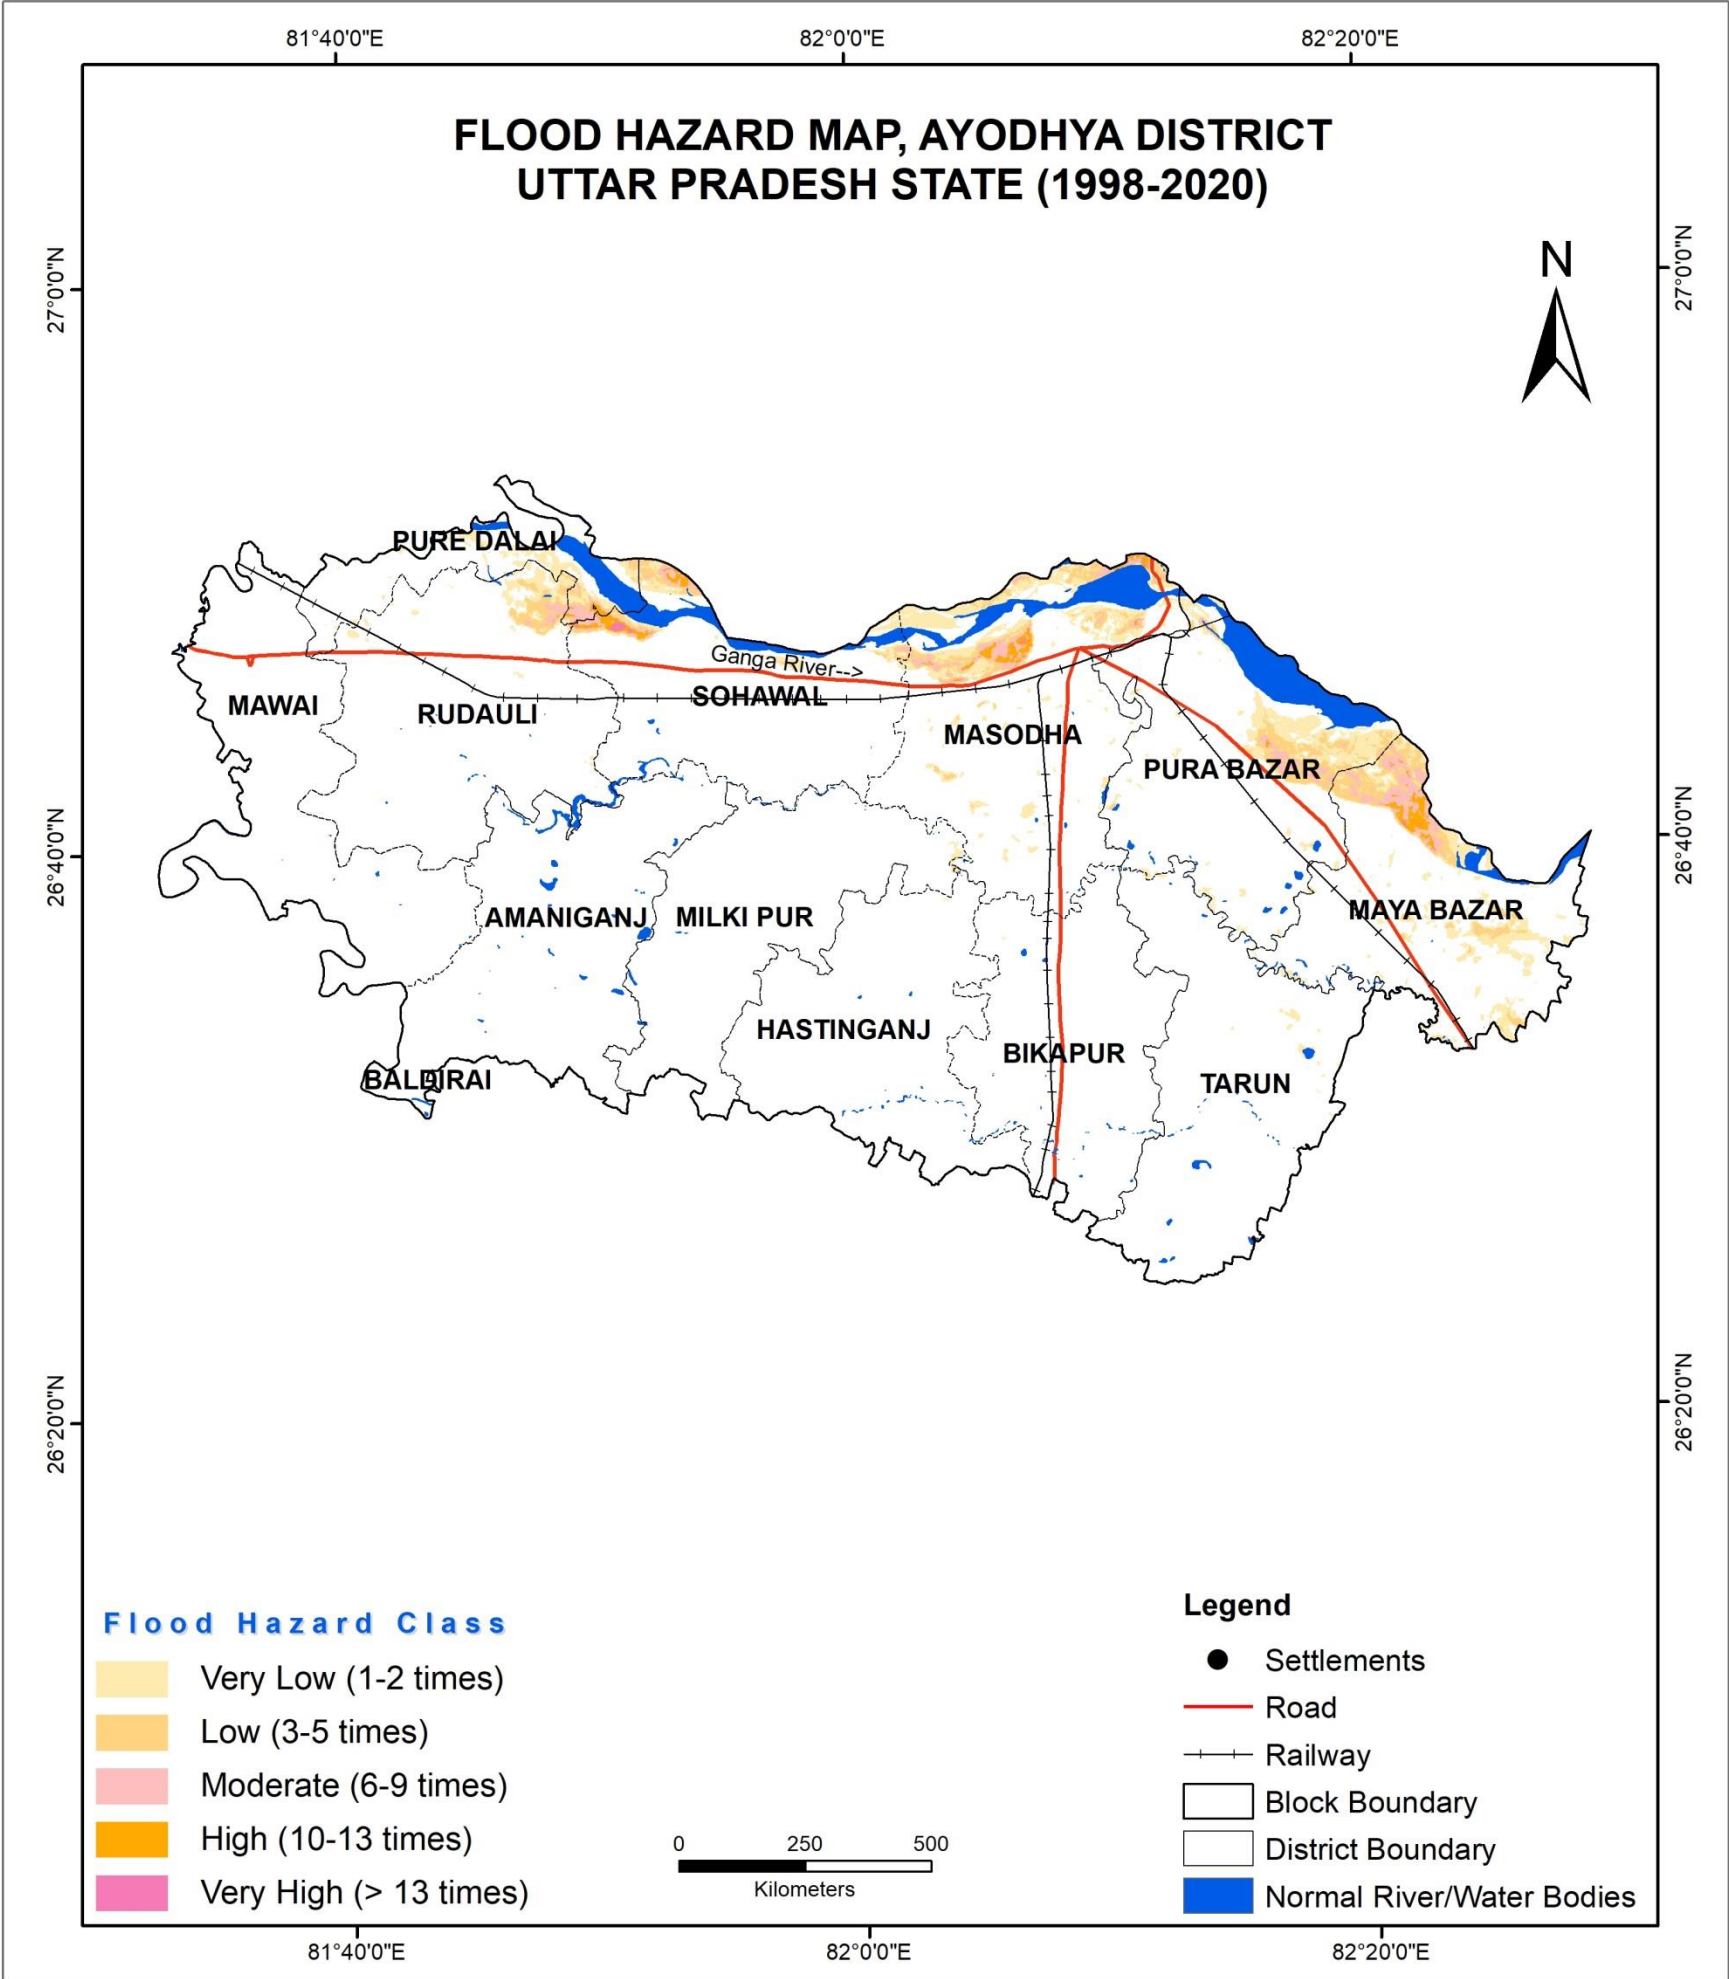 81°40'0"E
82°0'0"E
82°20'0"E
FLOOD HAZARD MAP, AYODHYA DISTRICT
UTTAR PRADESH STATE (1998-2020)
N
27°0'0"N
27°0'0"N
PURE DALAI
Ganga River-->
SOHAWAL
MAWAI
RUDAULI
MASODHA
PURA BAZAR
26°40'0"N
26°40'0"N
AMANIGANJ
MILKI PUR
MAYA BAZAR
HASTINGANJ
BIKAPUR
BALDIRAI
TARUN
26°20'0"N
26°20'0"N
Flood Hazard Class
Very Low (1-2 times)
Low (3-5 times)
Moderate (6-9 times)
High (10-13 times)
Very High (> 13 times)
0 250 500
Kilometers
Legend
Settlements
Road
Railway
Block Boundary
District Boundary
Normal River/Water Bodies
81°40'0"E
82°0'0"E
82°20'0"E